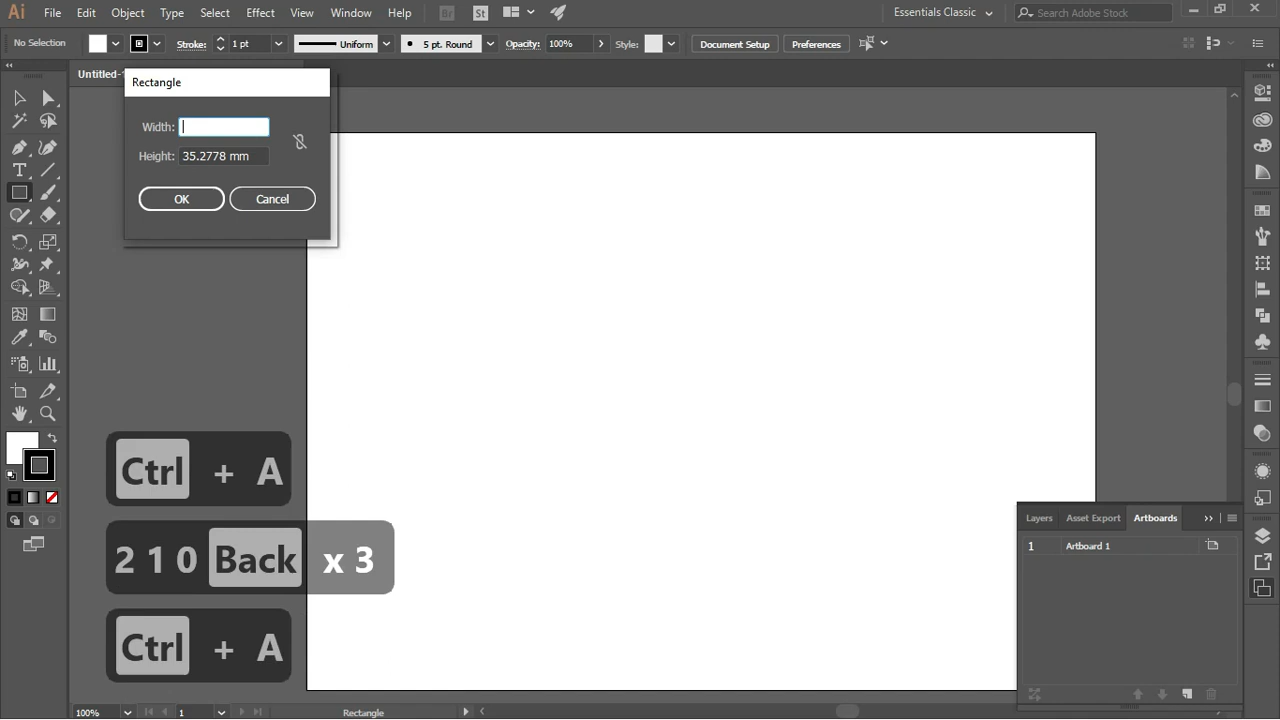 Ai File Edit Object Type Select Effect View Window Help Br St Essentials Classic Search Adobe Stock
No Selection Stroke: 1 pt Uniform 5 pt. Round Opacity: 100% Style: Document Setup Preferences
Untitled-
Rectangle
Width:
Height: 35.2778 mm
OK Cancel
Ctrl + A
2 1 0 Back x 3
Ctrl + A
Layers Asset Export Artboards
1 Artboard 1
100% 1 Rectangle